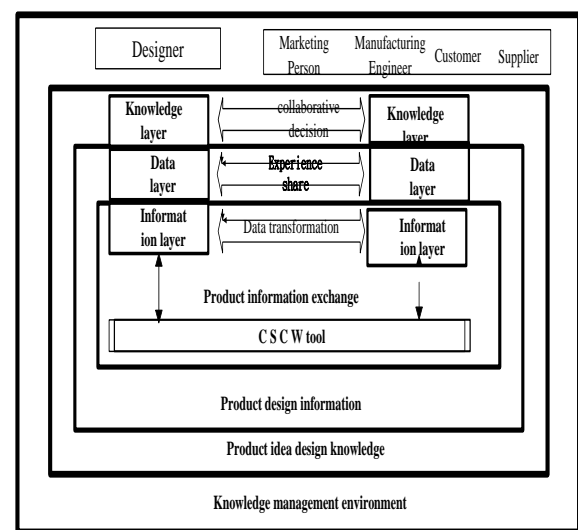 Designer
Marketing Person
Manufacturing Engineer
Customer
Supplier
Knowledge
layer
collaborative
decision
Knowledge
layer
Data
layer
Experience
share
Data
layer
Informat
ion layer
Data transformation
Informat
ion layer
Product information exchange
C S C W tool
Product design information
Product idea design knowledge
Knowledge management environment